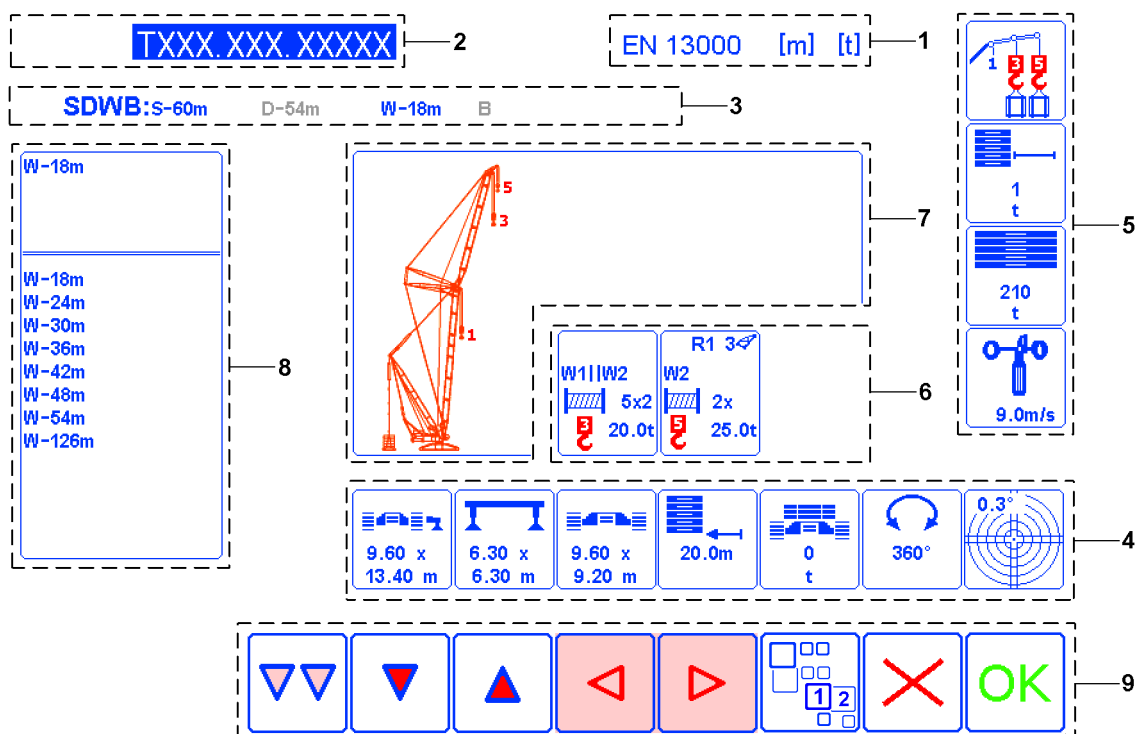 TXXX.XXX.XXXXX
2
EN 13000 [m] [t]
1
SDWB:S-60m D-54m W-18m B
3
1 3 5
1
t
210
t
9.0m/s
5
W-18m
W-18m
W-24m
W-30m
W-36m
W-42m
W-48m
W-54m
W-126m
8
5
3
1
7
W1||W2
5x2
3 20.0t
R1 3
W2
2x
5 25.0t
6
9.60 x
13.40 m
6.30 x
6.30 m
9.60 x
9.20 m
20.0m
0
t
360°
0.3°
4
1 2
OK
9